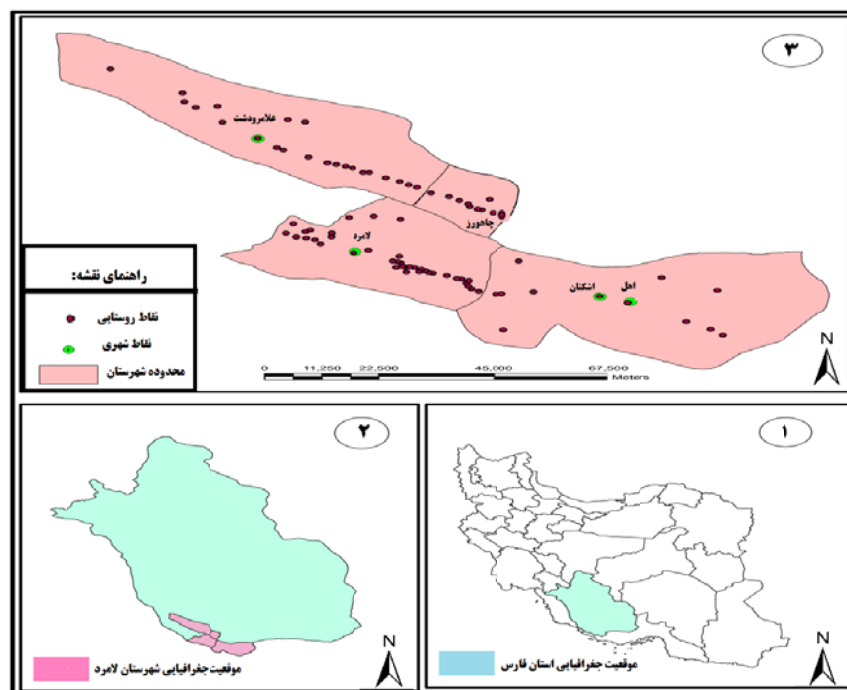 ۳
علامرودشت
چاهورز
لامرد
اشکنان
اهل
راهنمای نقشه:
نقاط روستایی
نقاط شهری
محدوده شهرستان
N
0 11,250 22,500 45,000 67,500
Meters
۲
N
موقعیت جغرافیایی شهرستان لامرد
۱
N
موقعیت جغرافیایی استان فارس